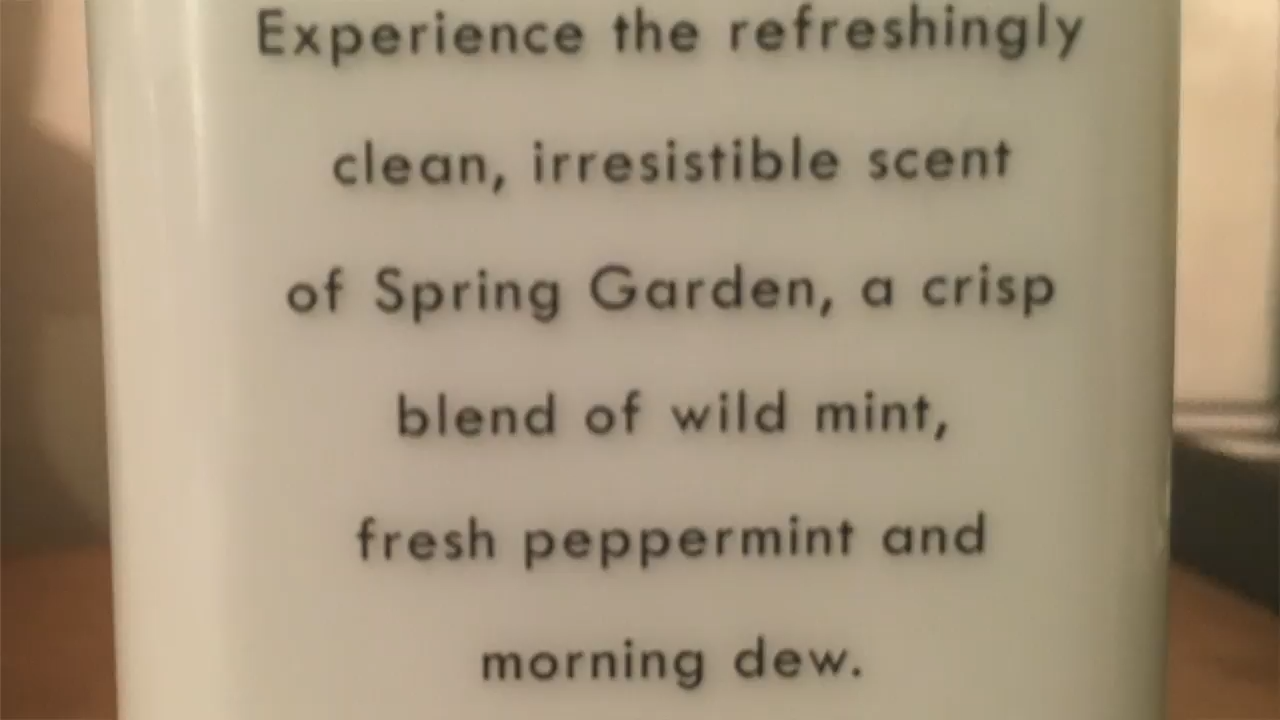 Experience the refreshingly
clean, irresistible scent
of Spring Garden, a crisp
blend of wild mint,
fresh peppermint and
morning dew.